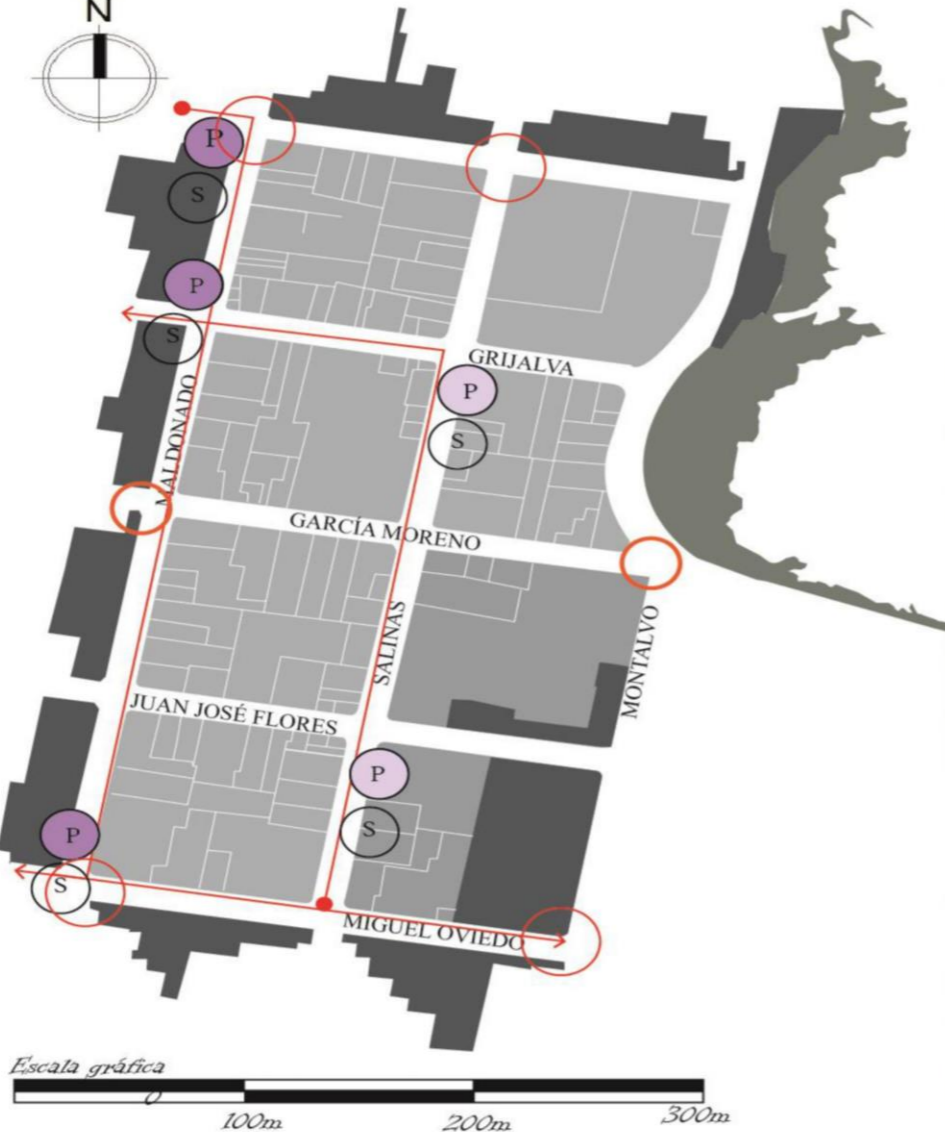 N
P
S
P
S
GRIJALVA
P
MALDONADO
S
GARCÍA MORENO
SALINAS
MONTALVO
JUAN JOSÉ FLORES
P
S
P
S
MIGUEL OVIEDO
Escala gráfica
0
100m
200m
300m